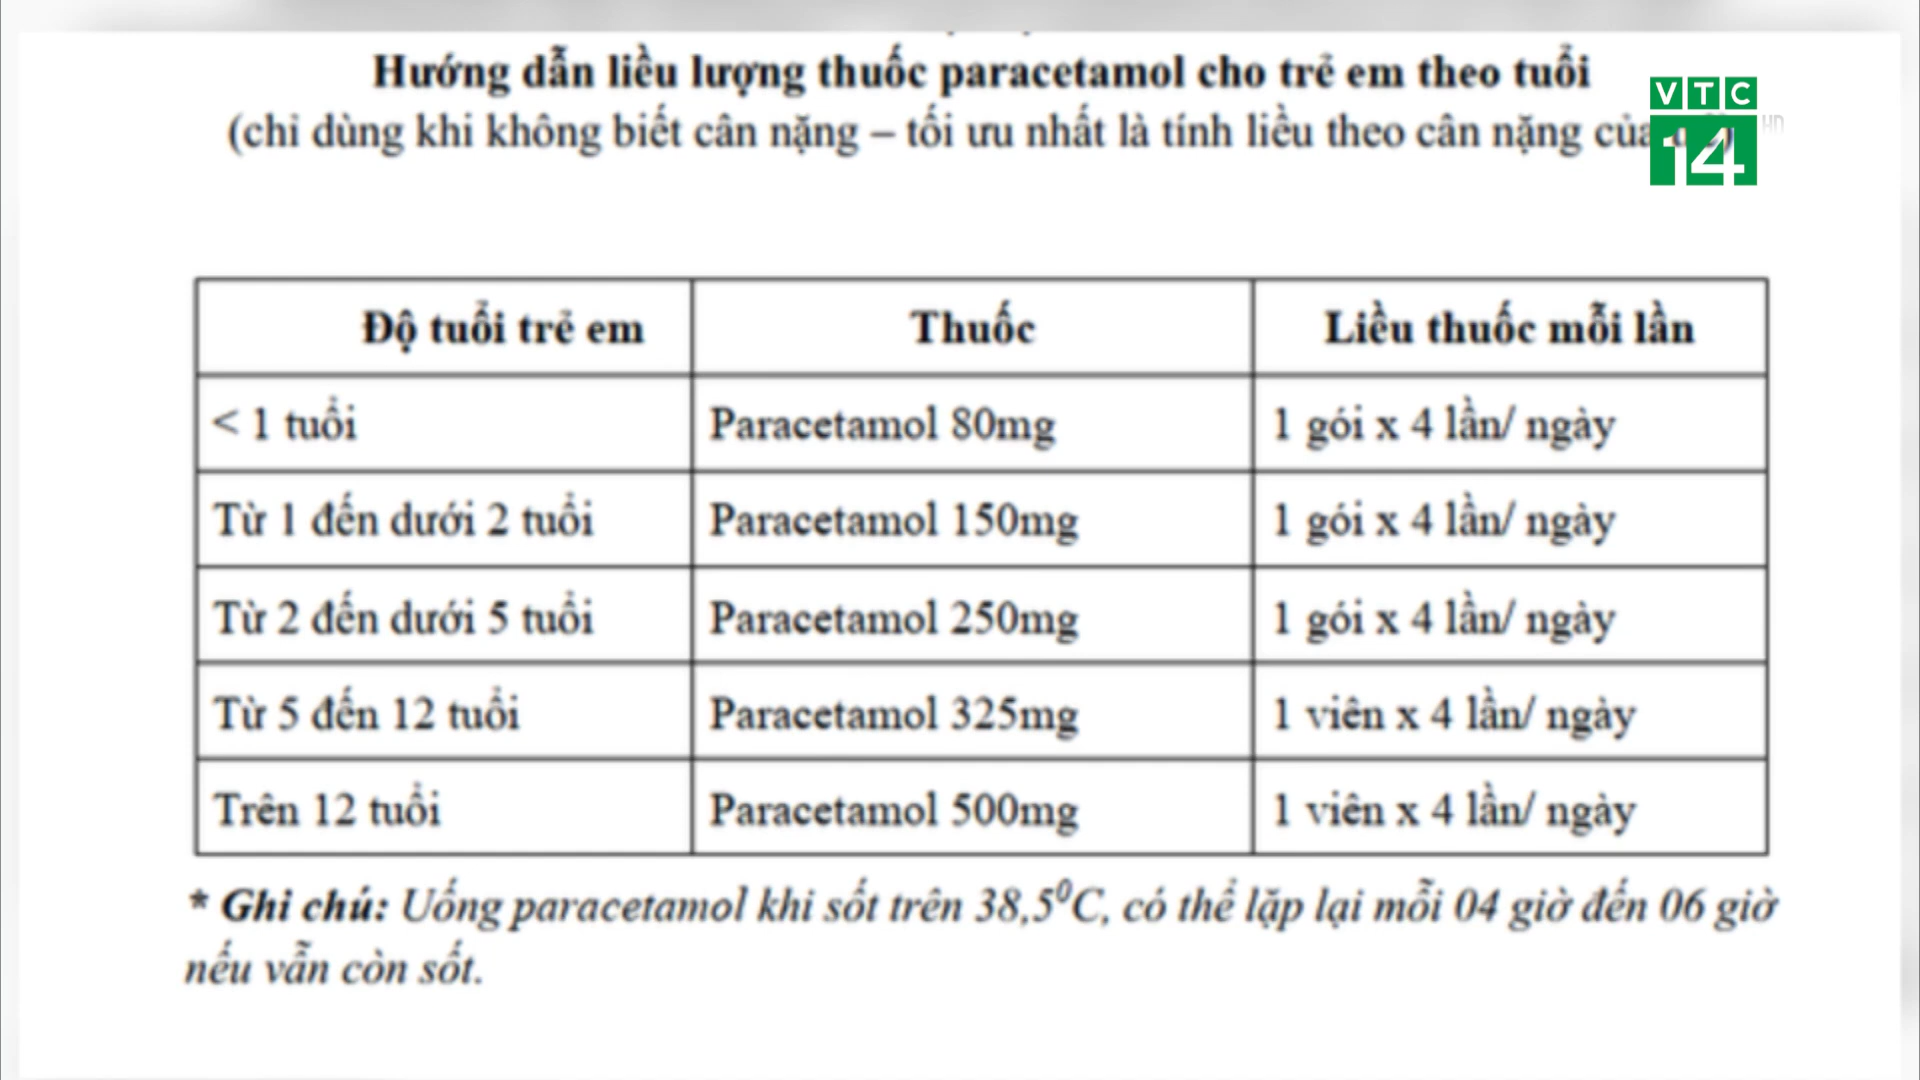 Hướng dẫn liều lượng thuốc paracetamol cho trẻ em theo tuổi
(chỉ dùng khi không biết cân nặng – tối ưu nhất là tính liều theo cân nặng của
VTC
14
HD
Độ tuổi trẻ em Thuốc Liều thuốc mỗi lần
< 1 tuổi Paracetamol 80mg 1 gói x 4 lần/ ngày
Từ 1 đến dưới 2 tuổi Paracetamol 150mg 1 gói x 4 lần/ ngày
Từ 2 đến dưới 5 tuổi Paracetamol 250mg 1 gói x 4 lần/ ngày
Từ 5 đến 12 tuổi Paracetamol 325mg 1 viên x 4 lần/ ngày
Trên 12 tuổi Paracetamol 500mg 1 viên x 4 lần/ ngày
* Ghi chú: Uống paracetamol khi sốt trên 38,5⁰C, có thể lặp lại mỗi 04 giờ đến 06 giờ
nếu vẫn còn sốt.